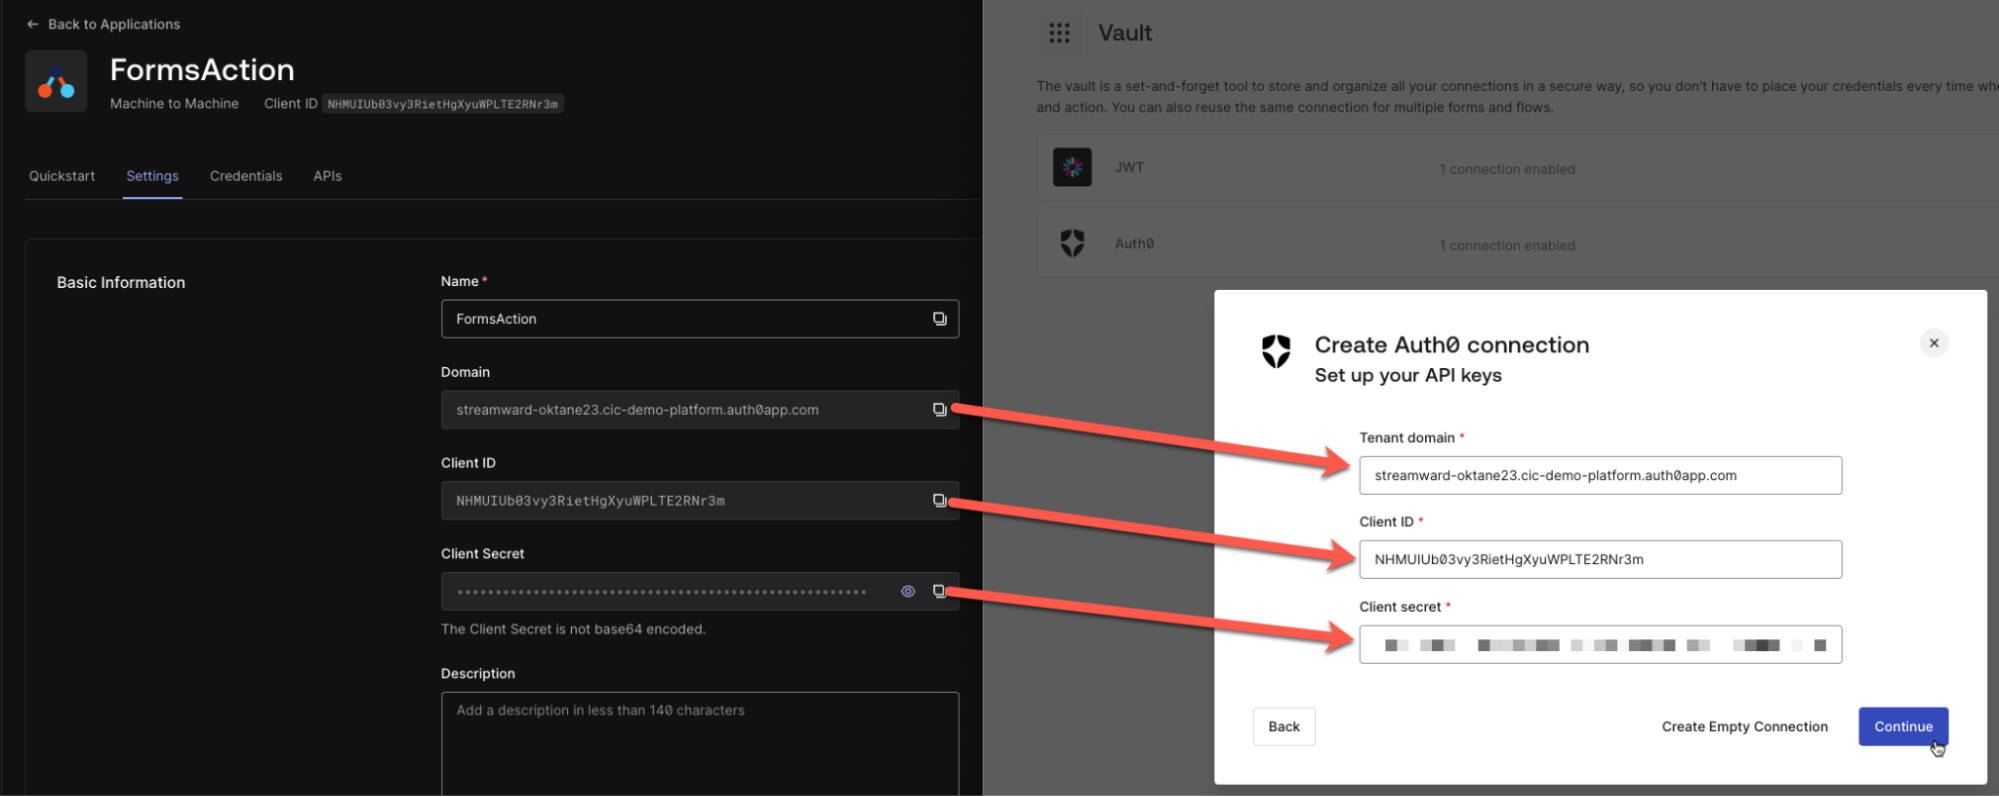 ← Back to Applications
FormsAction
Machine to Machine Client ID NHMUIUb03vy3RietHgXyuWPLTE2RNr3m
Quickstart Settings Credentials APIs
Basic Information
Name *
FormsAction
Domain
streamward-oktane23.cic-demo-platform.auth0app.com
Client ID
NHMUIUb03vy3RietHgXyuWPLTE2RNr3m
Client Secret
The Client Secret is not base64 encoded.
Description
Add a description in less than 140 characters
Vault
The vault is a set-and-forget tool to store and organize all your connections in a secure way, so you don't have to place your credentials every time
and action. You can also reuse the same connection for multiple forms and flows.
JWT 1 connection enabled
Auth0 1 connection enabled
Create Auth0 connection
Set up your API keys
Tenant domain *
streamward-oktane23.cic-demo-platform.auth0app.com
Client ID *
NHMUIUb03vy3RietHgXyuWPLTE2RNr3m
Client secret *
Back Create Empty Connection Continue